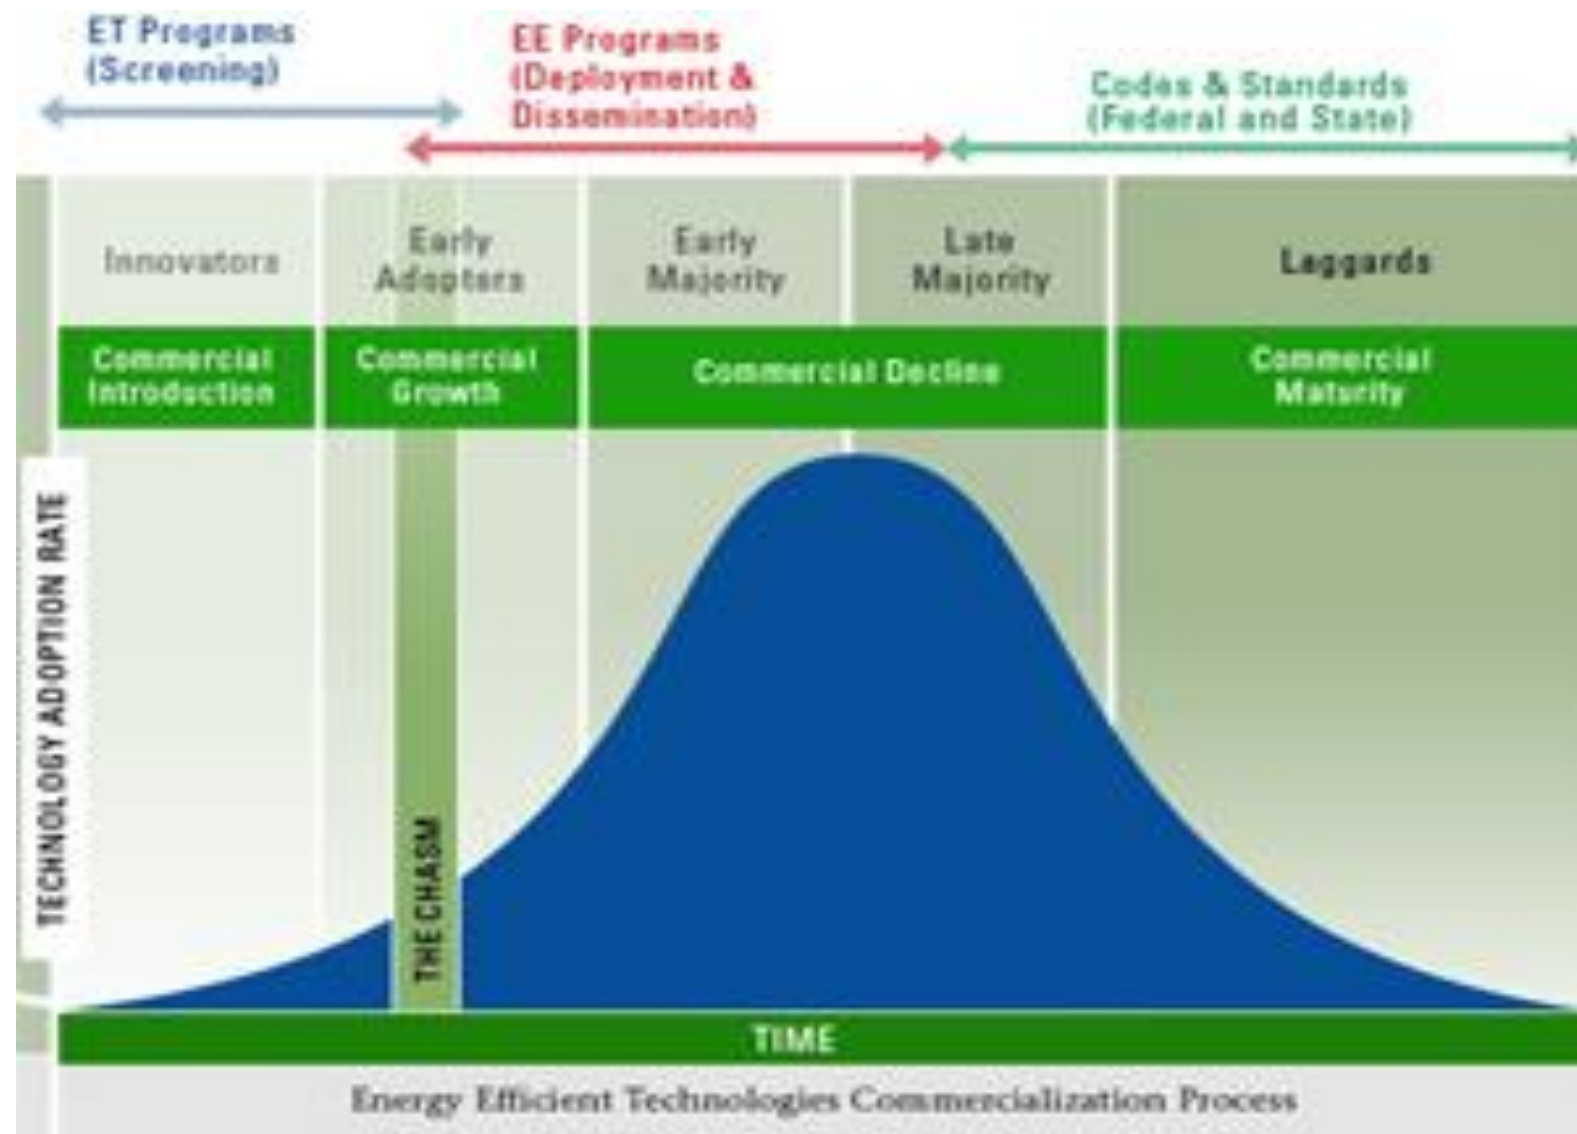 ET Programs
(Screening)
EE Programs
(Deployment &
Dissemination)
Codes & Standards
(Federal and State)
Innovators
Early
Adopters
Early
Majority
Late
Majority
Laggards
Commercial
Introduction
Commercial
Growth
Commercial Decline
Commercial
Maturity
TECHNOLOGY ADOPTION RATE
THE CHASM
TIME
Energy Efficient Technologies Commercialization Process